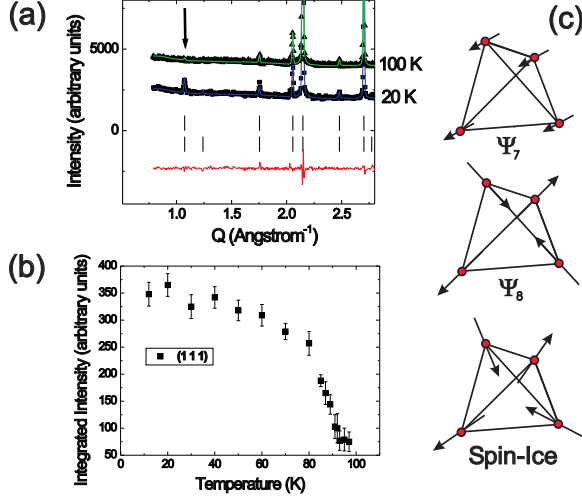 (a)
Intensity (arbitrary units)
5000
2500
0
100 K
20 K
1.0 1.5 2.0 2.5
Q (Angstrom⁻¹)
(b)
Integrated Intensity (arbitrary units)
400
350
300
250
200
150
100
50
(1 1 1)
0 20 40 60 80 100
Temperature (K)
(c)
Ψ₇
Ψ₈
Spin-Ice